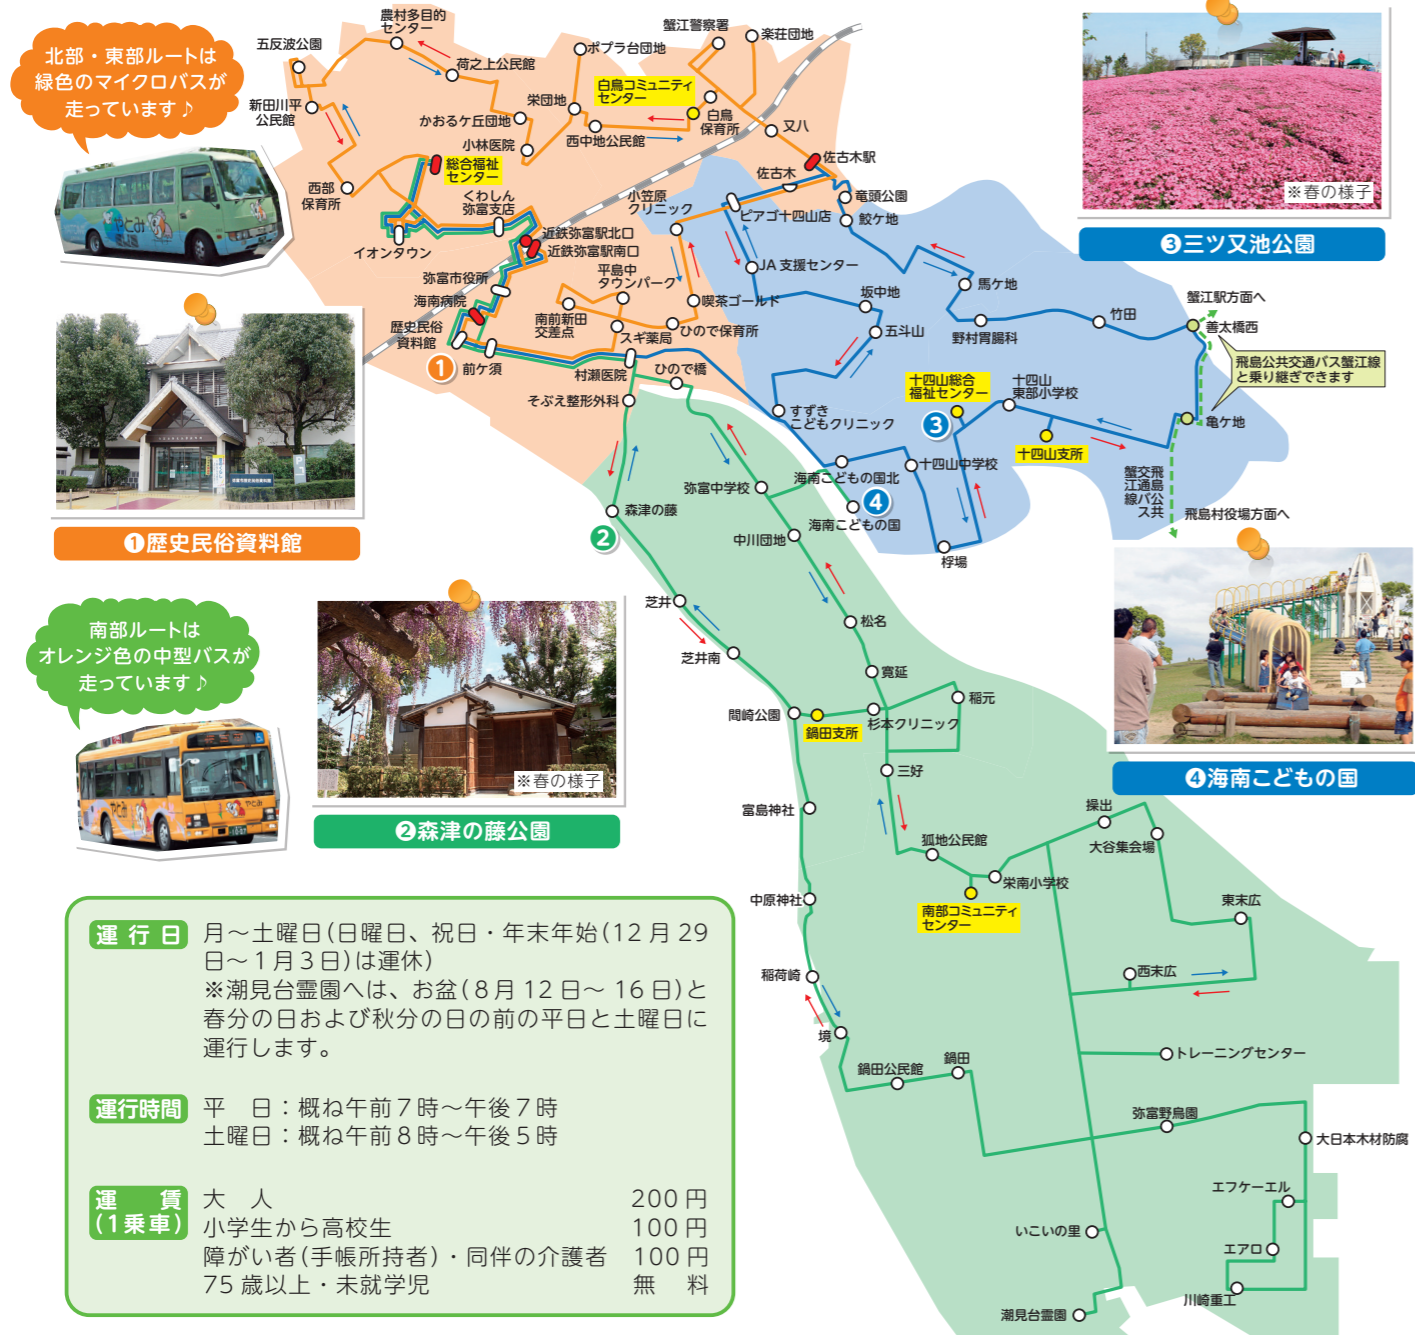 北部・東部ルートは
緑色のマイクロバスが
走っています♪
五反波公園
農村多目的
センター
荷之上公民館
新田川平
公民館
西部
保育所
かおるケ丘団地
小林医院
栄団地
ポプラ台団地
西中地公民館
白鳥コミュニティ
センター
蟹江警察署
楽荘団地
白鳥
保育所
又八
佐古木駅
佐古木
総合福祉
センター
くわしん
弥富支店
イオンタウン
近鉄弥富駅北口
近鉄弥富駅南口
弥富市役所
海南病院
歴史民俗
資料館
❶
前ケ須
平島中
タウンパーク
南前新田
交差点
スギ薬局
村瀬医院
ひので保育所
喫茶ゴールド
小笠原
クリニック
竜頭公園
鮫ケ地
ピアゴ十四山店
JA支援センター
坂中地
五斗山
すずき
こどもクリニック
馬ケ地
野村胃腸科
竹田
蟹江駅方面へ
善太橋西
飛島公共交通バス蟹江線
と乗り継ぎできます
亀ケ地
飛島公共
交通バス
蟹江線
飛島村役場方面へ
十四山総合
福祉センター
❸
十四山
東部小学校
十四山支所
十四山中学校
桴場
海南こどもの国北
❹
海南こどもの国
ひので橋
そぶえ整形外科
弥富中学校
森津の藤
❷
中川団地
芝井
芝井南
松名
寛延
間崎公園
鍋田支所
杉本クリニック
稲元
三好
富島神社
狐地公民館
栄南小学校
南部コミュニティ
センター
操出
大谷集会場
東末広
西末広
中原神社
稲荷崎
境
鍋田公民館
鍋田
トレーニングセンター
弥富野鳥園
大日本木材防腐
エフケーエル
エアロ
川崎重工
いこいの里
潮見台霊園
※春の様子
❸三ツ又池公園
❶歴史民俗資料館
南部ルートは
オレンジ色の中型バスが
走っています♪
※春の様子
❷森津の藤公園
❹海南こどもの国
運行日
月～土曜日(日曜日、祝日・年末年始(12月29
日～1月3日)は運休)
※潮見台霊園へは、お盆(8月12日～16日)と
春分の日および秋分の日の前の平日と土曜日に
運行します。
運行時間
平　日：概ね午前7時～午後7時
土曜日：概ね午前8時～午後5時
運　賃
(1乗車)
大　人 200円
小学生から高校生 100円
障がい者(手帳所持者)・同伴の介護者 100円
75歳以上・未就学児 無　料